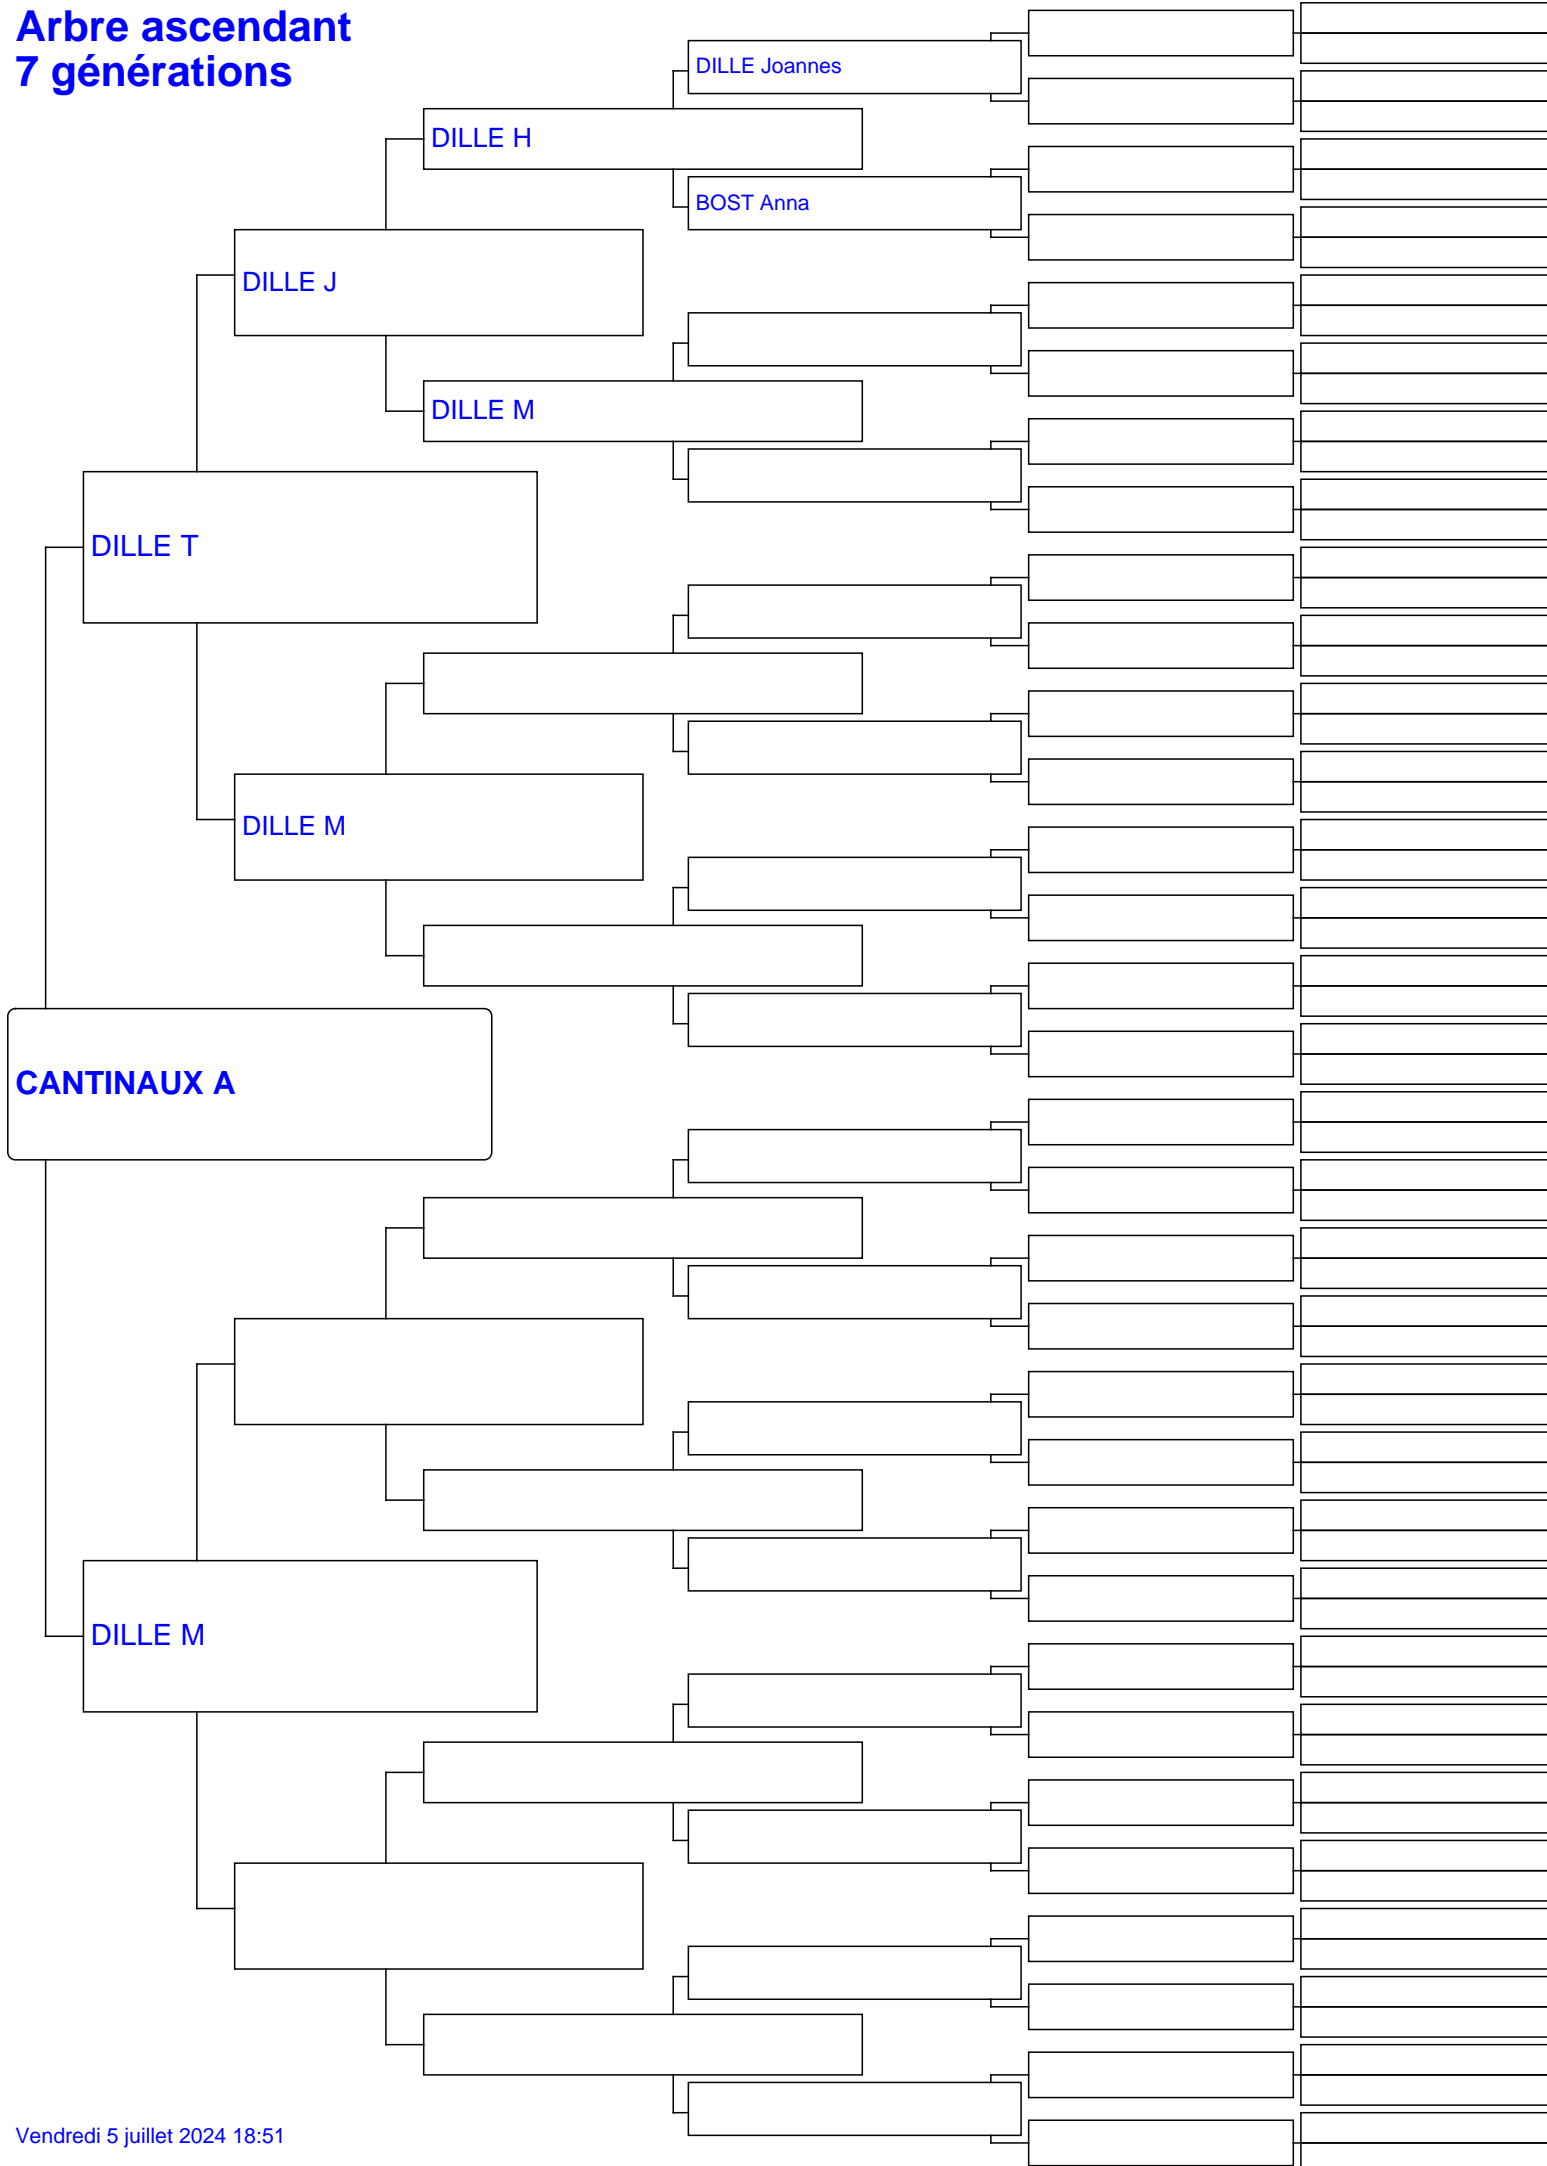 Arbre ascendant
7 générations
DILLE Joannes
DILLE H
BOST Anna
DILLE J
DILLE M
DILLE T
DILLE M
CANTINAUX A
DILLE M
Vendredi 5 juillet 2024 18:51